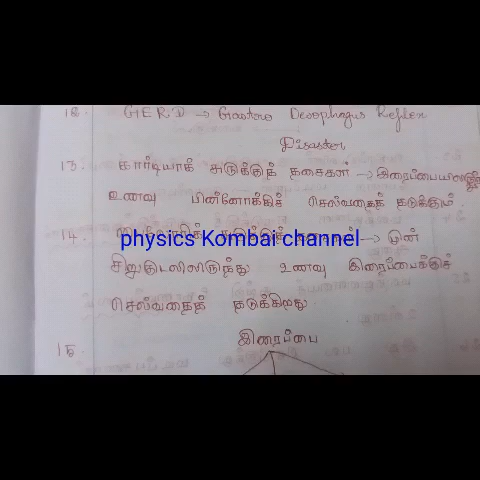 12. GERD → Gastro Oesophagus Reflex
Disaster
13. கார்டியாக் சுருக்குத் தசைகள் → இரைப்பையிலிருந்து
உணவு பின்னோக்கிச் செல்வதைத் தடுக்கும்.
14. → முன்
physics Kombai channel
சிறுகுடலிலிருந்து உணவு இரைப்பைக்குச்
செல்வதைத் தடுக்கிறது.
15. இரைப்பை